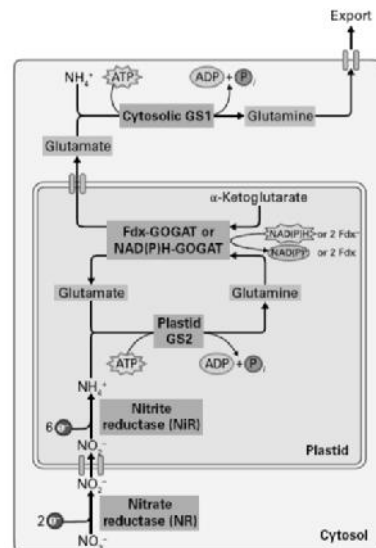 Export
NH₄⁺
ATP
ADP + Pᵢ
Cytosolic GS1
Glutamine
Glutamate
α-Ketoglutarate
Fdx-GOGAT or
NAD(P)H-GOGAT
NAD(P)H or 2 Fdx⁻
NAD(P)⁺ or 2 Fdx
Glutamate
Glutamine
Plastid
GS2
ATP
ADP + Pᵢ
NH₄⁺
6
Nitrite
reductase (NiR)
NO₂⁻
Plastid
NO₂⁻
2
Nitrate
reductase (NR)
NO₃⁻
Cytosol